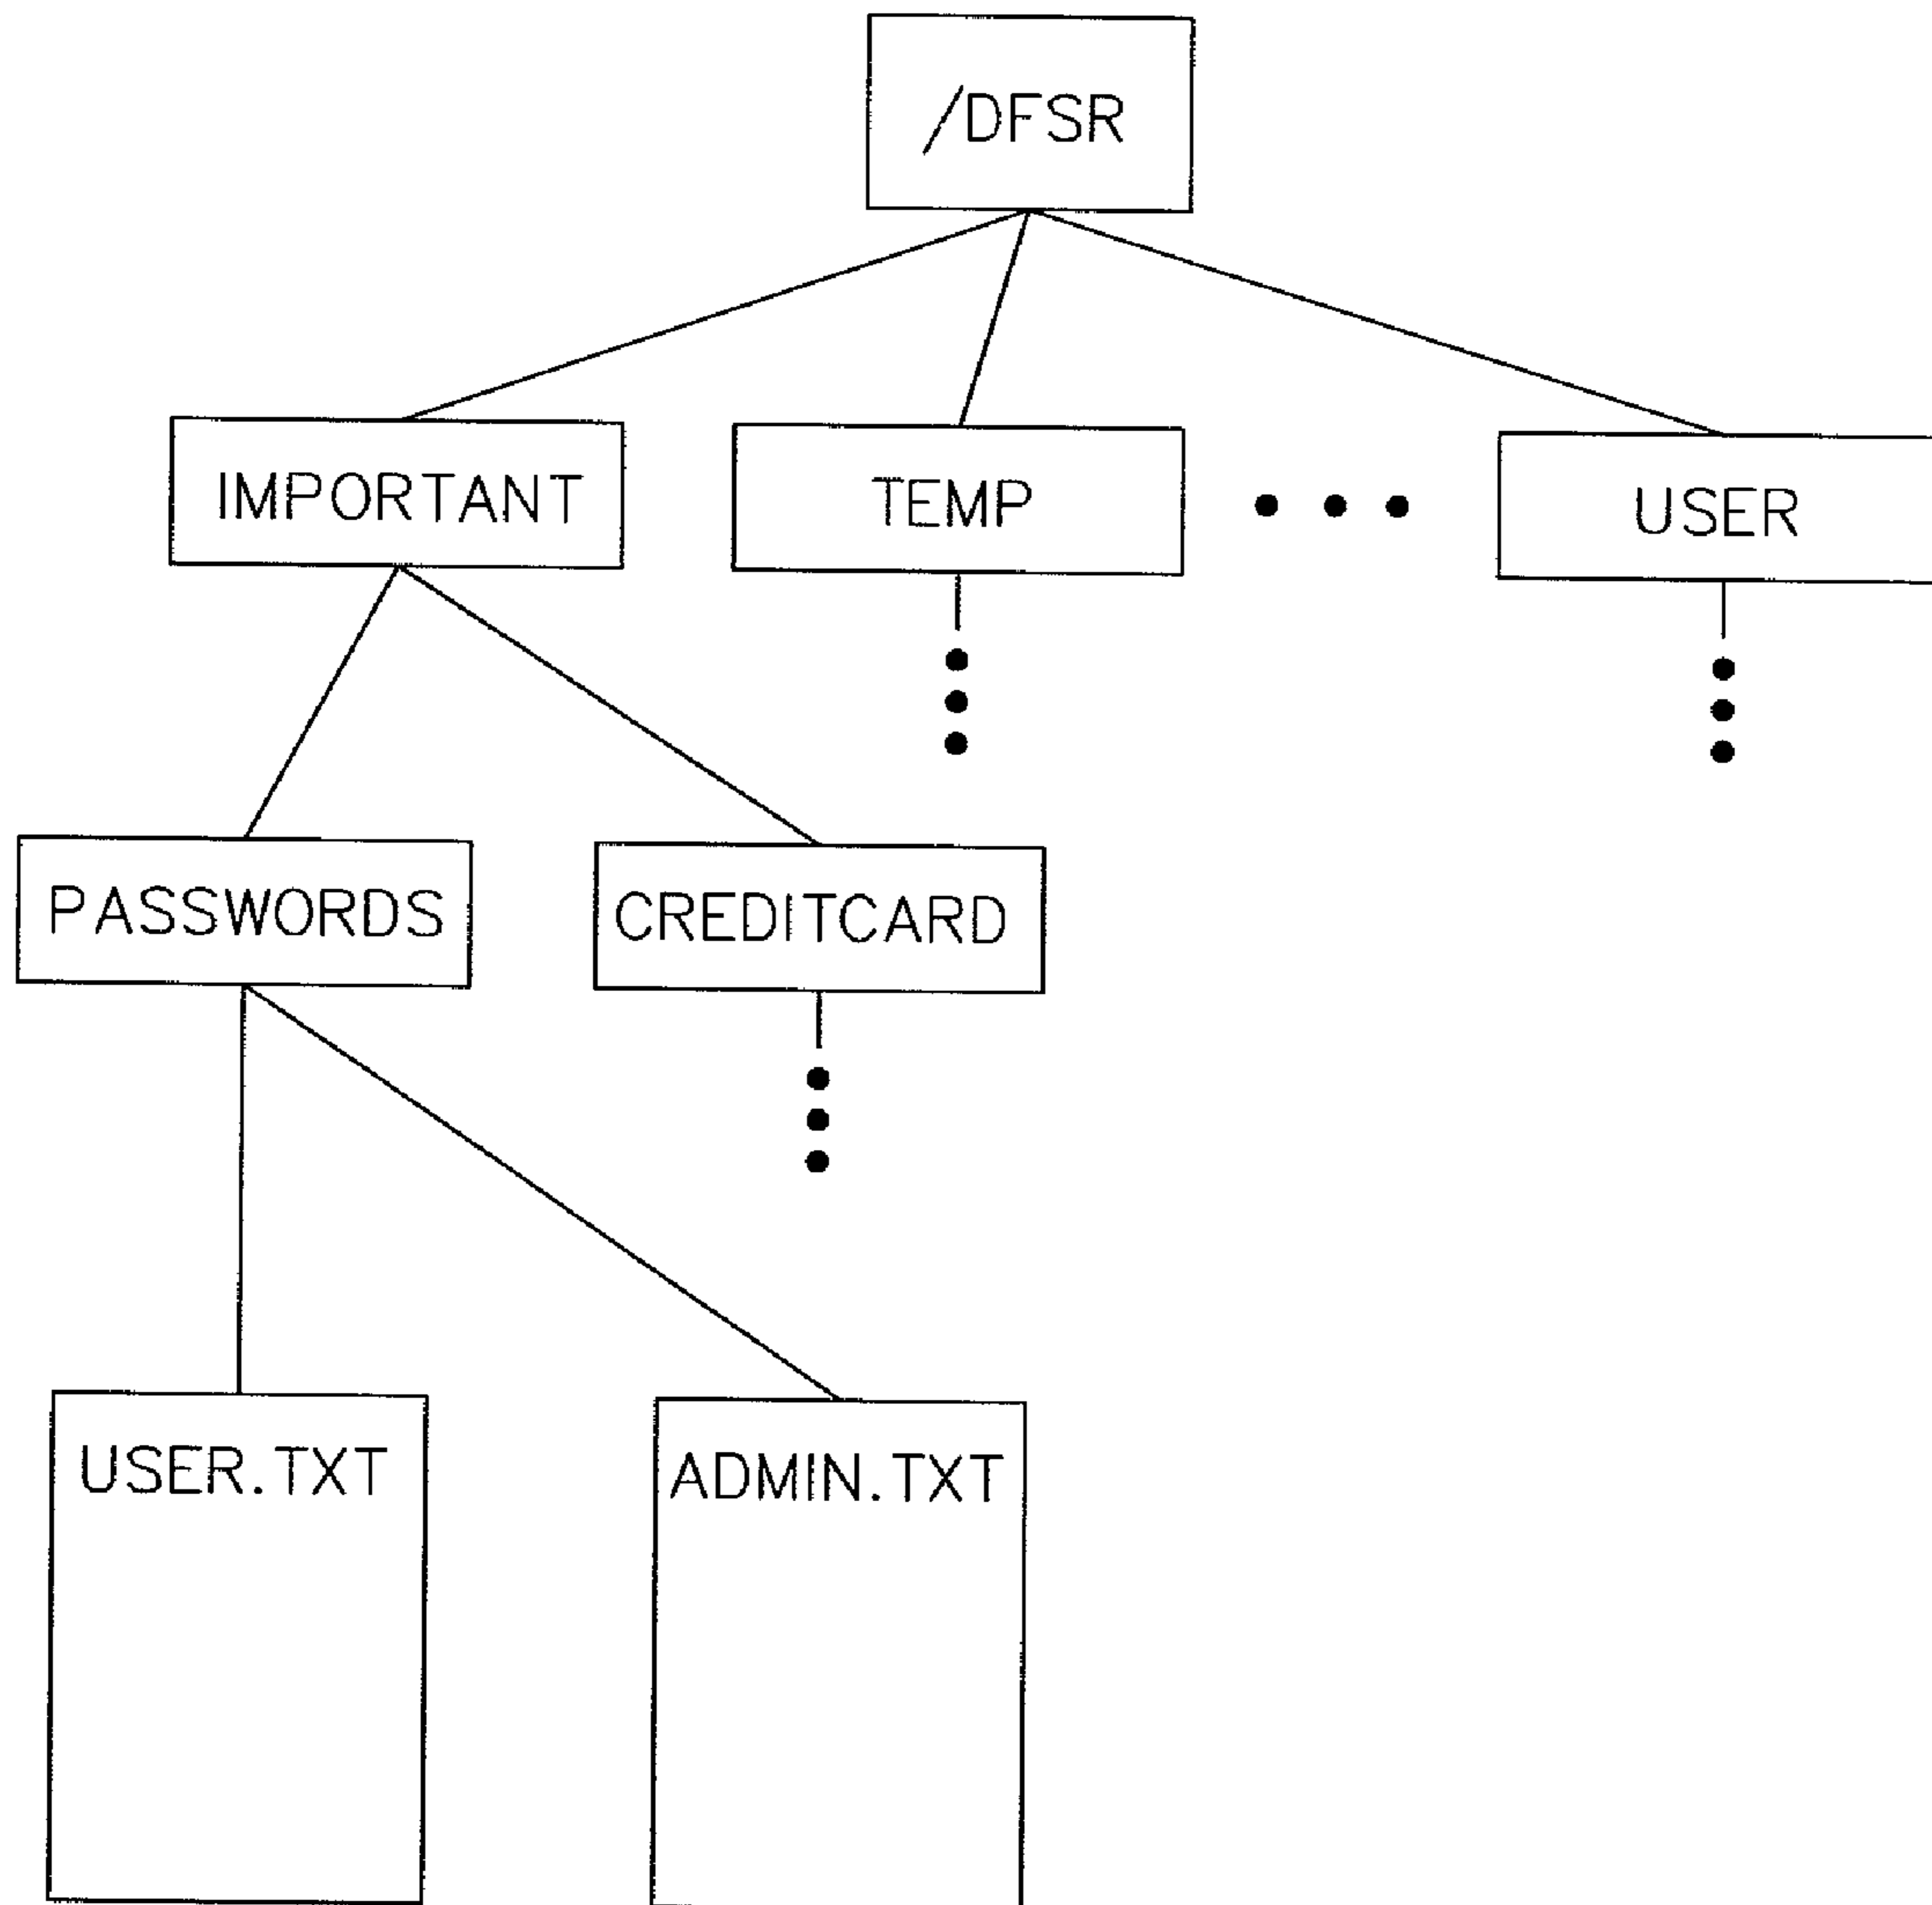 /DFSR
IMPORTANT
TEMP
USER
PASSWORDS
CREDITCARD
USER.TXT
ADMIN.TXT